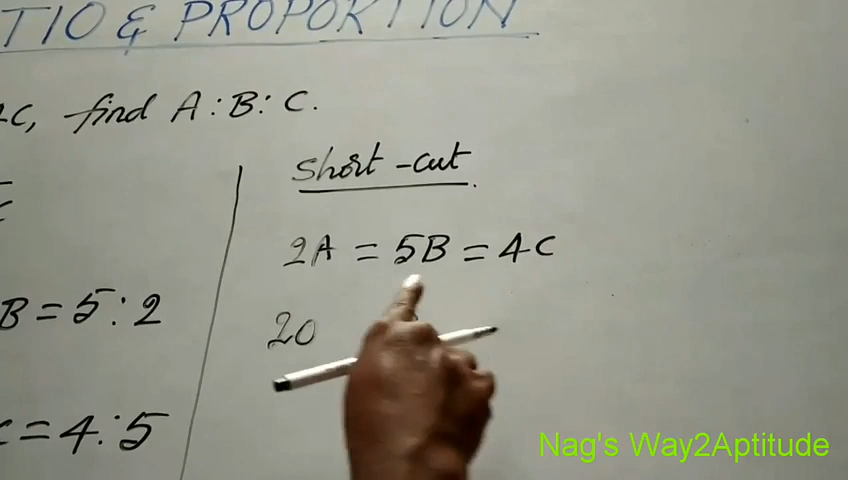 TIO & PROPORTION
C, find A:B: C.
Short-cut
2A = 5B = 4C
B = 5:2
20
= 4:5
Nag's Way2Aptitude